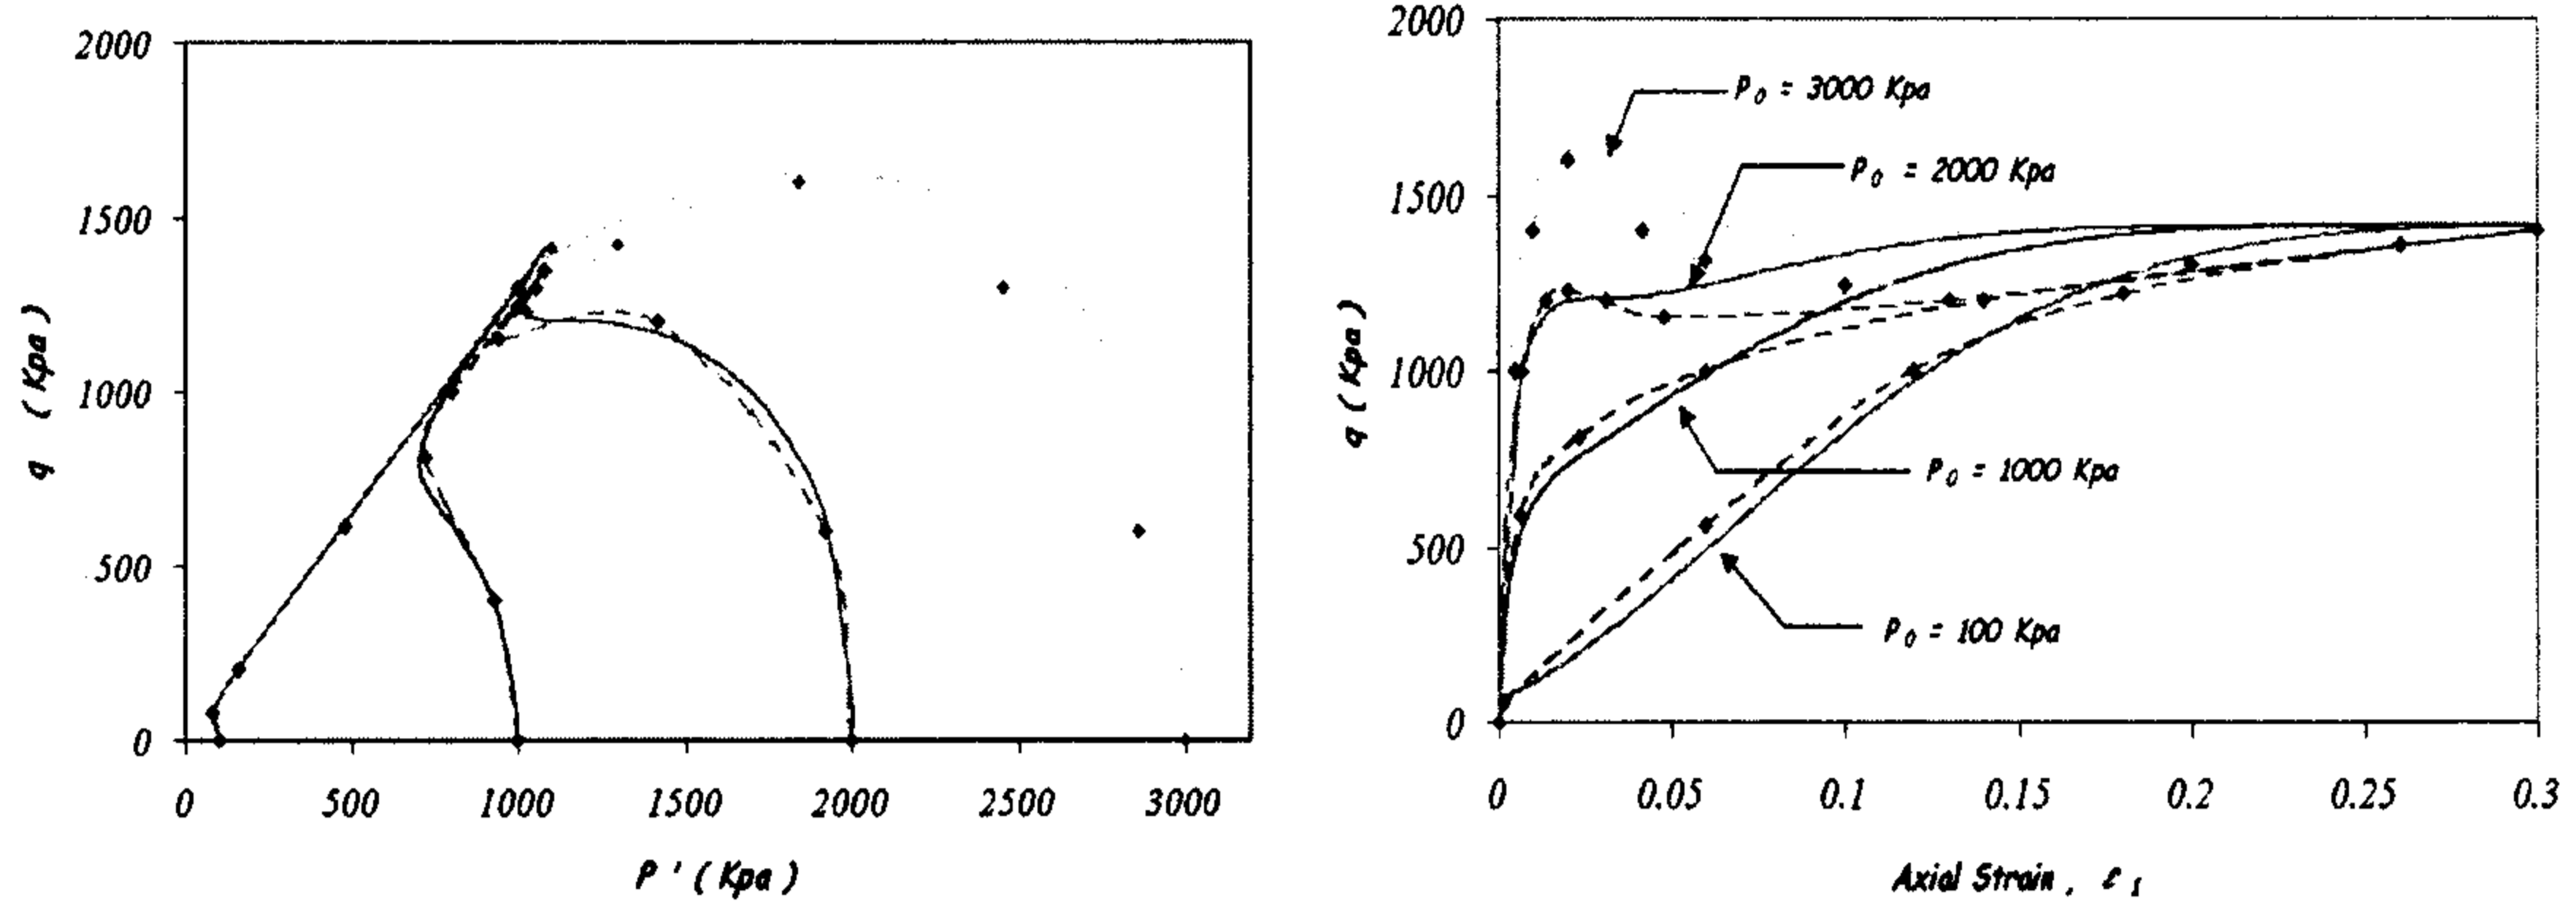 2000
1500
1000
500
0
q (Kpa)
0 500 1000 1500 2000 2500 3000
P ' ( Kpa )
2000
1500
1000
500
0
q ( Kpa )
P0 = 3000 Kpa
P0 = 2000 Kpa
P0 = 1000 Kpa
P0 = 100 Kpa
0 0.05 0.1 0.15 0.2 0.25 0.3
Axial Strain , ε1